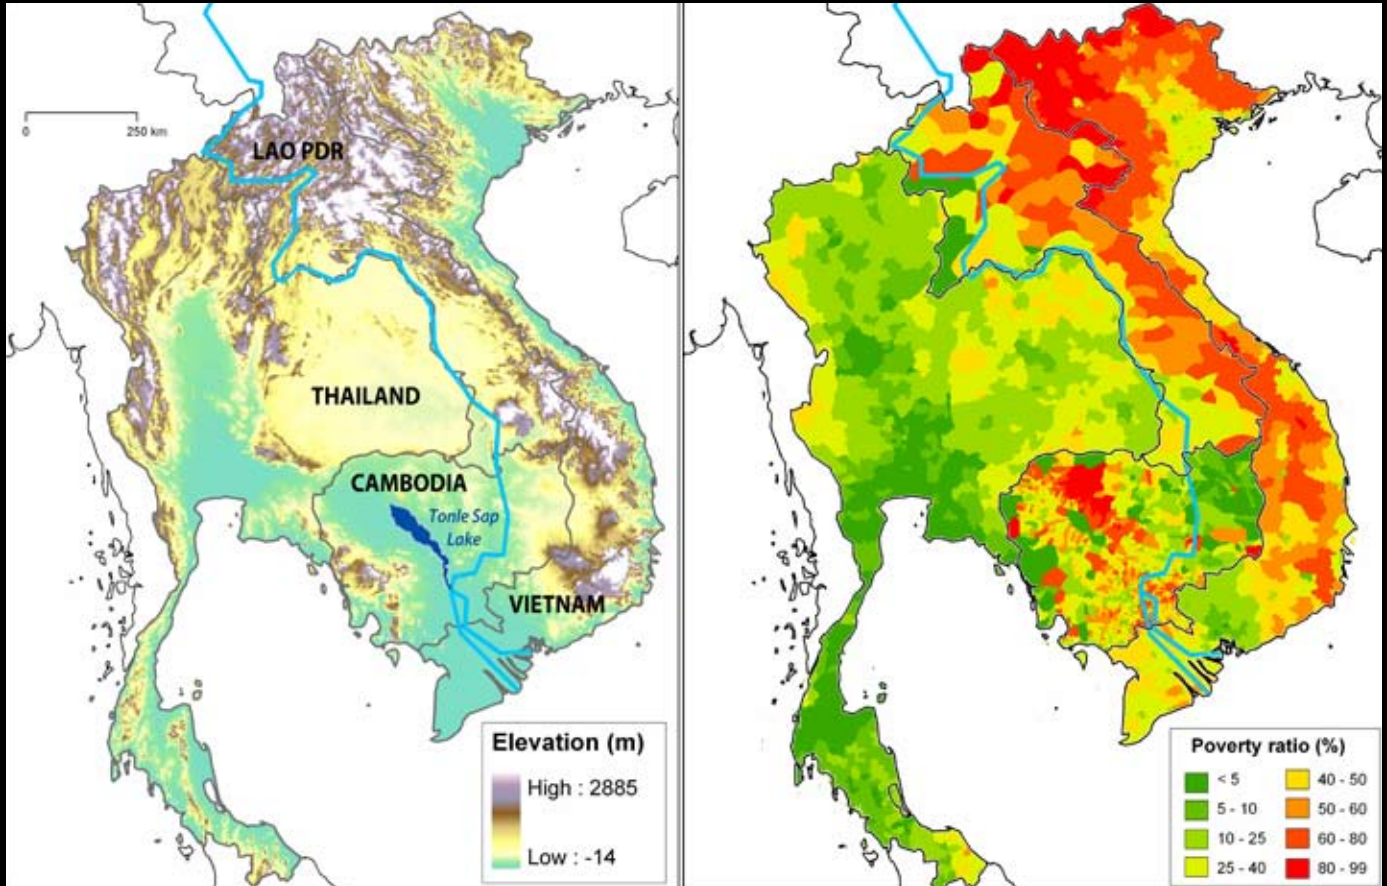 0
250 km
LAO PDR
THAILAND
CAMBODIA
Tonle Sap
Lake
VIETNAM
Elevation (m)
High : 2885
Low : -14
Poverty ratio (%)
< 5
5 - 10
10 - 25
25 - 40
40 - 50
50 - 60
60 - 80
80 - 99